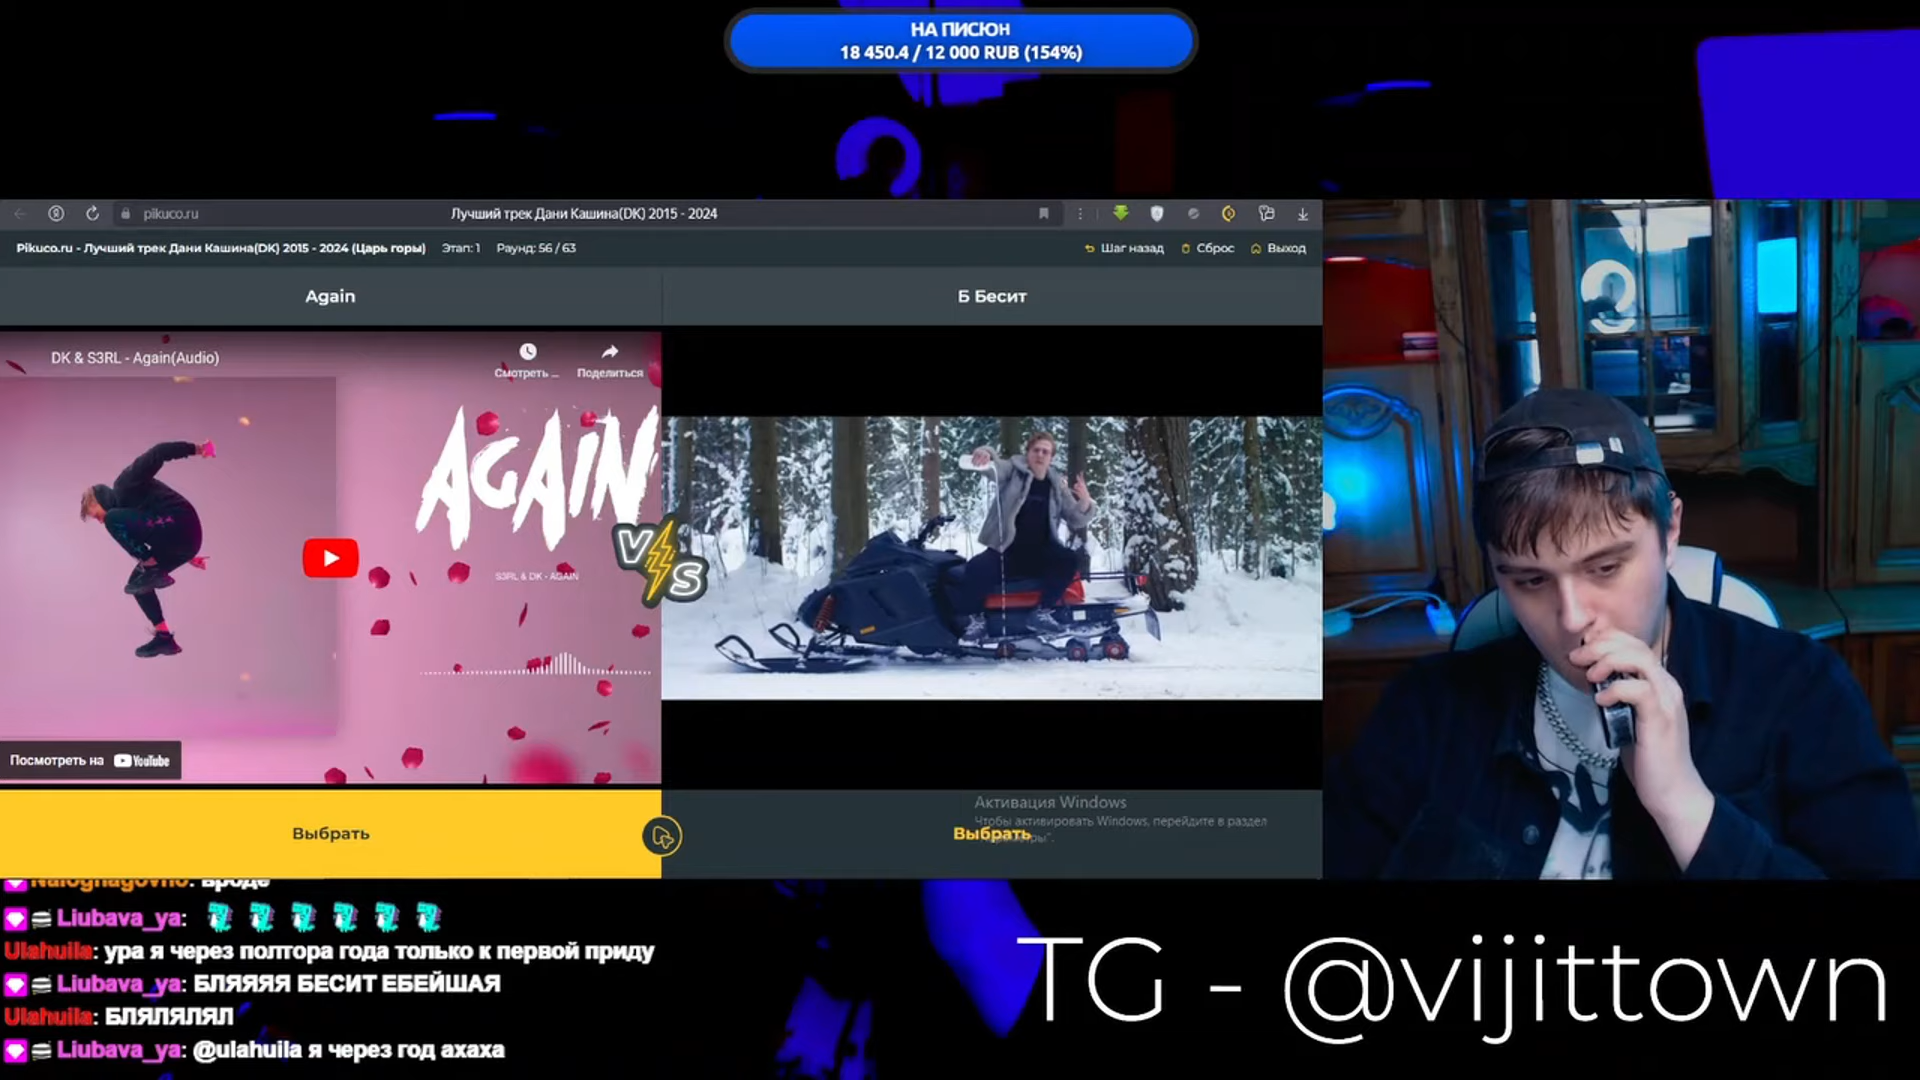 НА ПИСЮН
18 450.4 / 12 000 RUB (154%)
pikuco.ru
Лучший трек Дани Кашина(DK) 2015 - 2024
Pikuco.ru - Лучший трек Дани Кашина(DK) 2015 - 2024 (Царь горы) Этап: 1 Раунд: 56 / 63
Шаг назад Сброс Выход
Again
Б Бесит
DK & S3RL - Again(Audio)
Смотреть ...
Поделиться
AGAIN
S3RL & DK - AGAIN
VS
Посмотреть на YouTube
Выбрать
Активация Windows
Чтобы активировать Windows, перейдите в раздел
Выбрать
Nalognagovno: вроде
Liubava_ya:
Ulahuila: ура я через полтора года только к первой приду
Liubava_ya: БЛЯЯЯЯ БЕСИТ ЕБЕЙШАЯ
Ulahuila: БЛЯЛЯЛЯЛ
Liubava_ya: @ulahuila я через год ахаха
TG - @vijittown